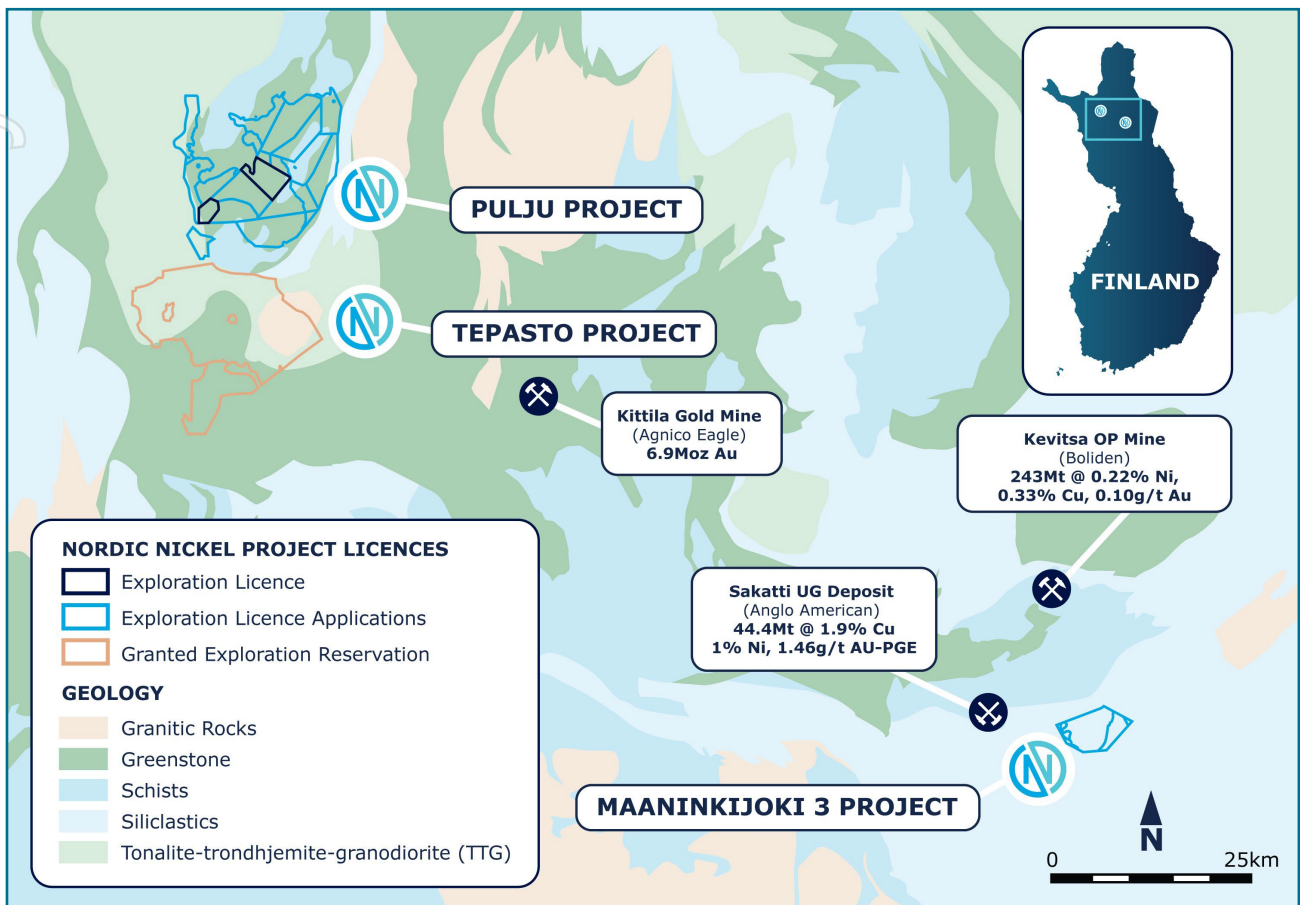 FINLAND
PULJU PROJECT
TEPASTO PROJECT
Kittila Gold Mine
(Agnico Eagle)
6.9Moz Au
Kevitsa OP Mine
(Boliden)
243Mt @ 0.22% Ni,
0.33% Cu, 0.10g/t Au
Sakatti UG Deposit
(Anglo American)
44.4Mt @ 1.9% Cu
1% Ni, 1.46g/t AU-PGE
MAANINKIJOKI 3 PROJECT
NORDIC NICKEL PROJECT LICENCES
Exploration Licence
Exploration Licence Applications
Granted Exploration Reservation
GEOLOGY
Granitic Rocks
Greenstone
Schists
Siliclastics
Tonalite-trondhjemite-granodiorite (TTG)
N
0 25km